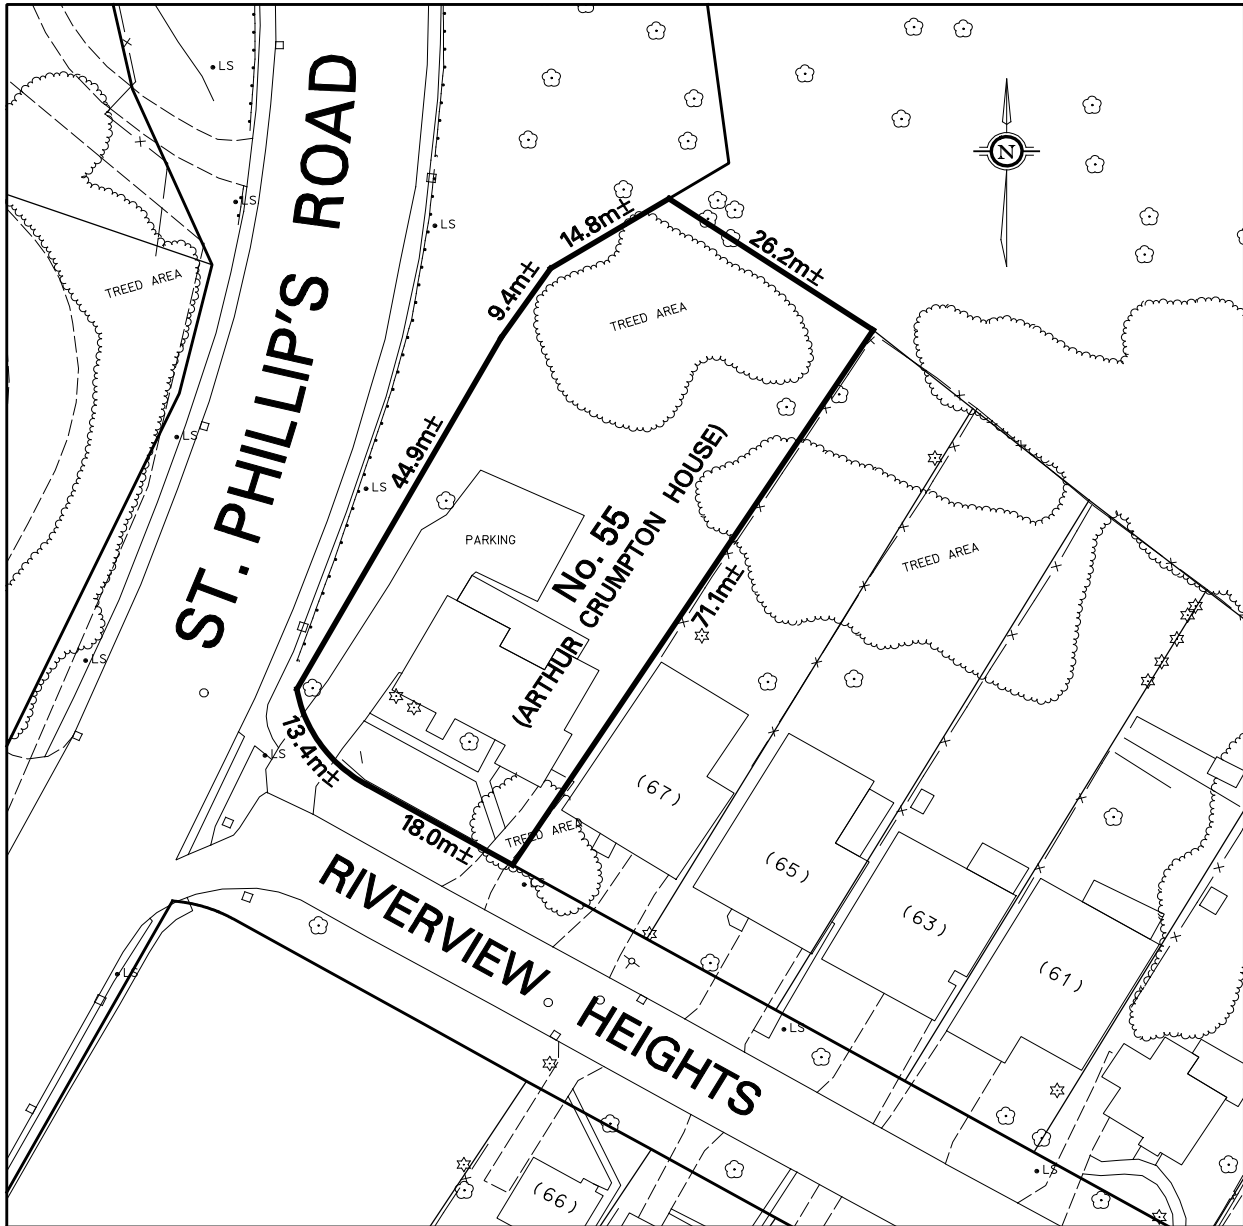 LS
ST. PHILLIP'S ROAD
N
LS
LS
14.8m±
26.2m±
9.4m±
TREED AREA
TREED AREA
44.9m±
LS
LS
PARKING
No. 55
(ARTHUR CRUMPTON HOUSE)
TREED AREA
71.1m±
LS
13.4m±
LS
(67)
18.0m±
TREED AREA
(65)
LS
RIVERVIEW HEIGHTS
(63)
(61)
LS
LS
LS
(66)